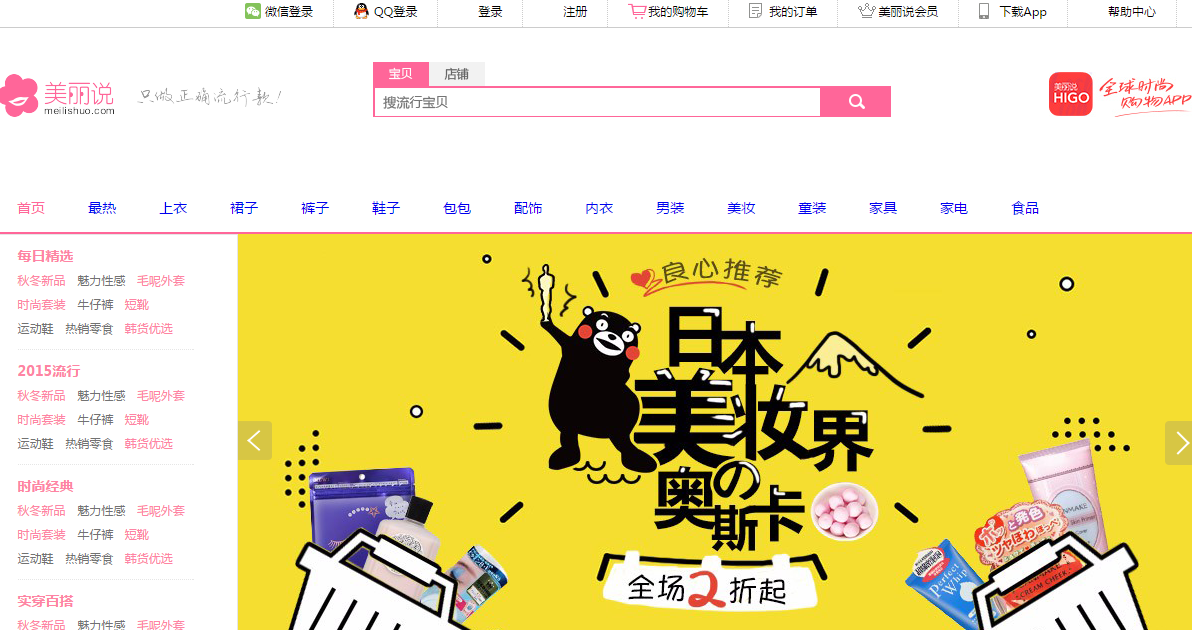 微信登录 QQ登录 登录 注册 我的购物车 我的订单 美丽说会员 下载App 帮助中心
宝贝 店铺
美丽说 只做正确流行款！
meilishuo.com
搜流行宝贝
美丽说
HIGO
全球时尚
购物APP
首页 最热 上衣 裙子 裤子 鞋子 包包 配饰 内衣 男装 美妆 童装 家具 家电 食品
每日精选
秋冬新品 魅力性感 毛呢外套
时尚套装 牛仔裤 短靴
运动鞋 热销零食 韩货优选
2015流行
秋冬新品 魅力性感 毛呢外套
时尚套装 牛仔裤 短靴
运动鞋 热销零食 韩货优选
时尚经典
秋冬新品 魅力性感 毛呢外套
时尚套装 牛仔裤 短靴
运动鞋 热销零食 韩货优选
实穿百搭
秋冬新品 魅力性感 毛呢外套
良心推荐
日本
美妆界
の
奥斯卡
全场2折起
Perfect
Whip
ポッと発色
ツヤほわほっぺ
CREAM CHEEK